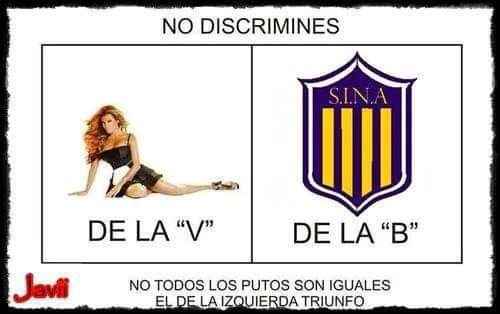 NO DISCRIMINES
S.I.N.A
DE LA "V"
DE LA "B"
NO TODOS LOS PUTOS SON IGUALES
EL DE LA IZQUIERDA TRIUNFO
Javii